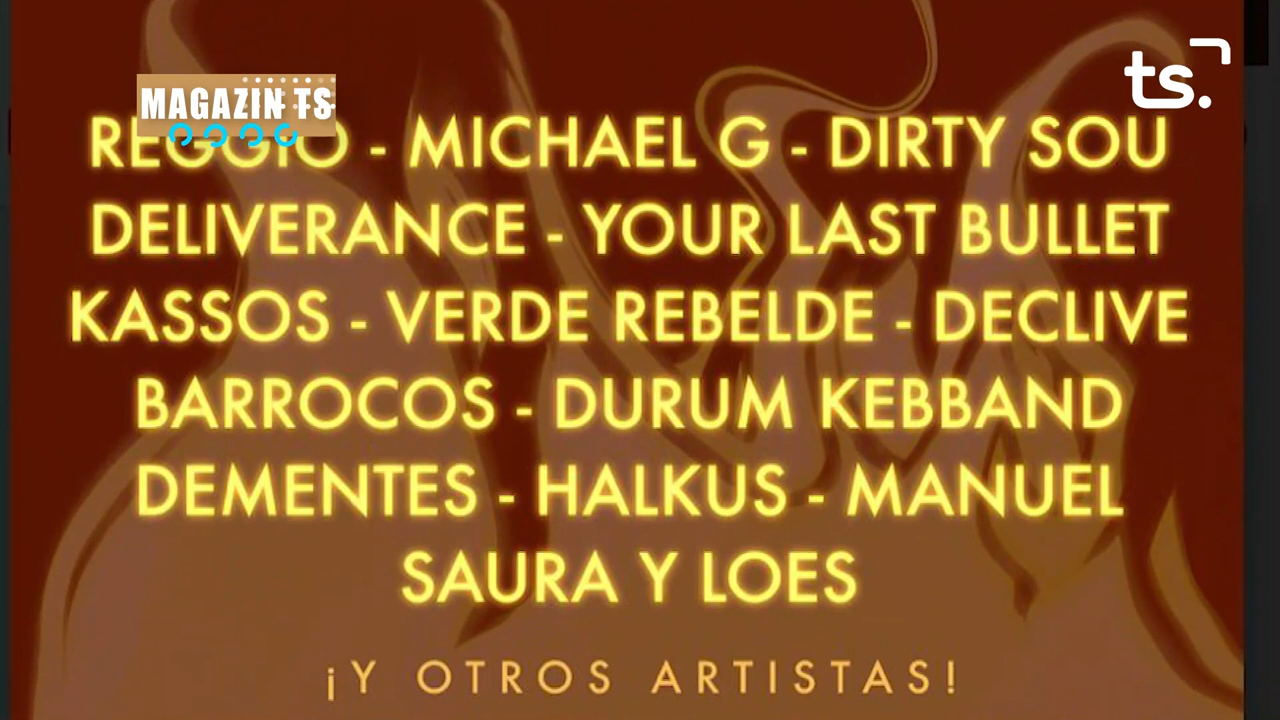 MAGAZIN TS
ts.
REGGIO - MICHAEL G - DIRTY SOU
DELIVERANCE - YOUR LAST BULLET
KASSOS - VERDE REBELDE - DECLIVE
BARROCOS - DURUM KEBBAND
DEMENTES - HALKUS - MANUEL
SAURA Y LOES
¡Y OTROS ARTISTAS!